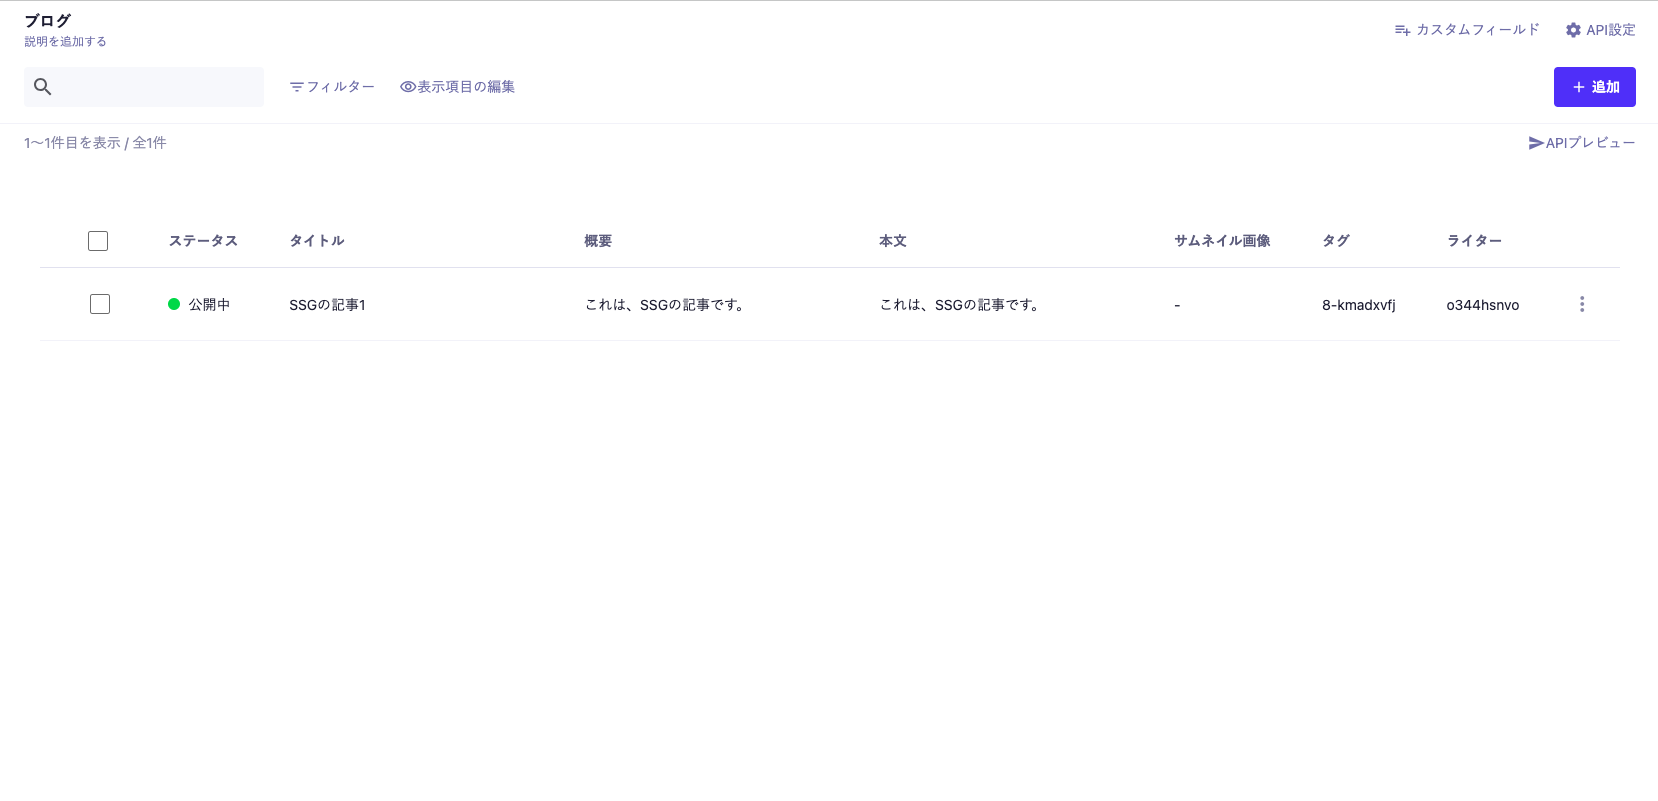 ブログ
説明を追加する
カスタムフィールド API設定
フィルター 表示項目の編集 追加
1〜1件目を表示 / 全1件 APIプレビュー
ステータス タイトル 概要 本文 サムネイル画像 タグ ライター
公開中 SSGの記事1 これは、SSGの記事です。 これは、SSGの記事です。 - 8-kmadxvfj o344hsnvo